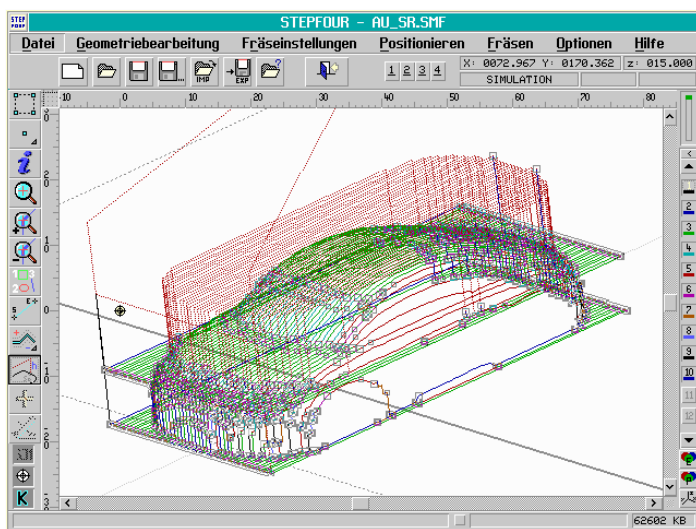 STEP FOUR STEPFOUR - AU_SR.SMF
Datei Geometriebearbeitung Fräseinstellungen Positionieren Fräsen Optionen Hilfe
IMP EXP ? 1 2 3 4 X: 0072.967 Y: 0170.362 z: 015.000
SIMULATION
-10 0 10 20 30 40 50 60 70 80
2
3
4
5
6
7
8
9
10
11
12
E
P
K
62602 KB